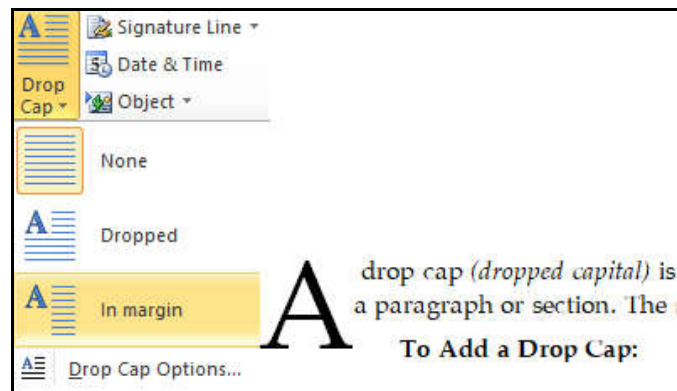 Signature Line
Date & Time
Drop
Cap
Object
None
Dropped
In margin
Drop Cap Options...
A drop cap (dropped capital) is
a paragraph or section. The
To Add a Drop Cap: